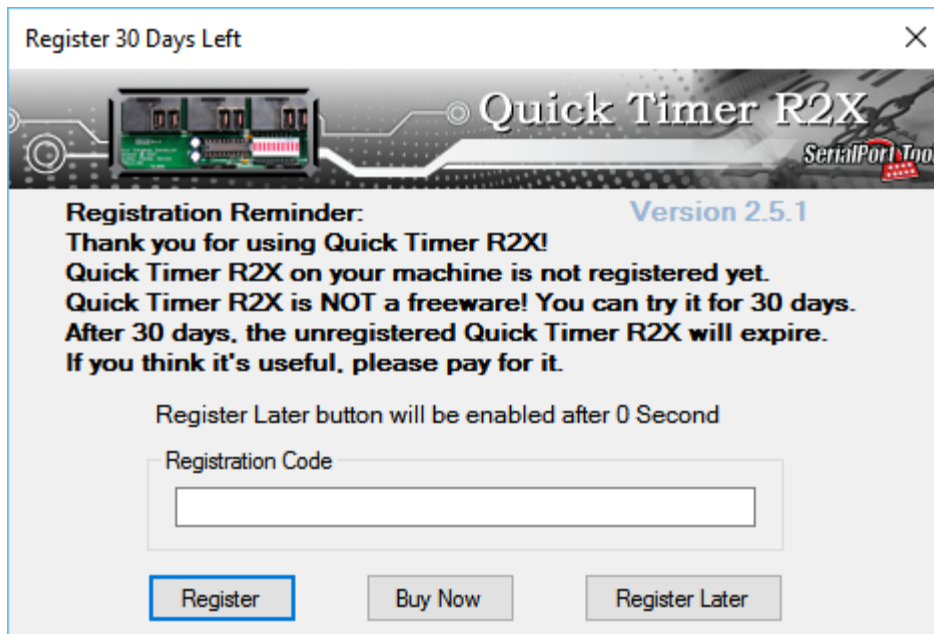 Register 30 Days Left
Quick Timer R2X
SerialPort Tool
Registration Reminder:
Version 2.5.1
Thank you for using Quick Timer R2X!
Quick Timer R2X on your machine is not registered yet.
Quick Timer R2X is NOT a freeware! You can try it for 30 days.
After 30 days, the unregistered Quick Timer R2X will expire.
If you think it's useful, please pay for it.
Register Later button will be enabled after 0 Second
Registration Code
Register
Buy Now
Register Later